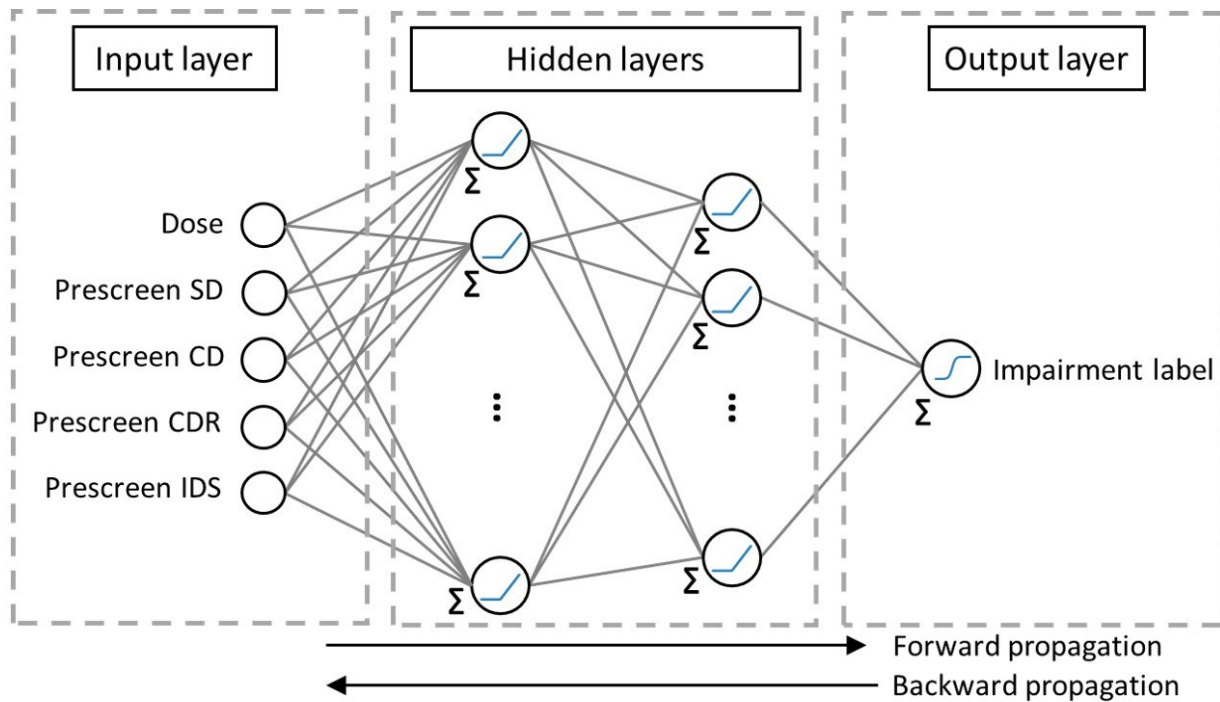 Input layer
Hidden layers
Output layer
Dose
Prescreen SD
Prescreen CD
Prescreen CDR
Prescreen IDS
Σ
Σ
Σ
Σ
Σ
Σ
Σ
Impairment label
Forward propagation
Backward propagation